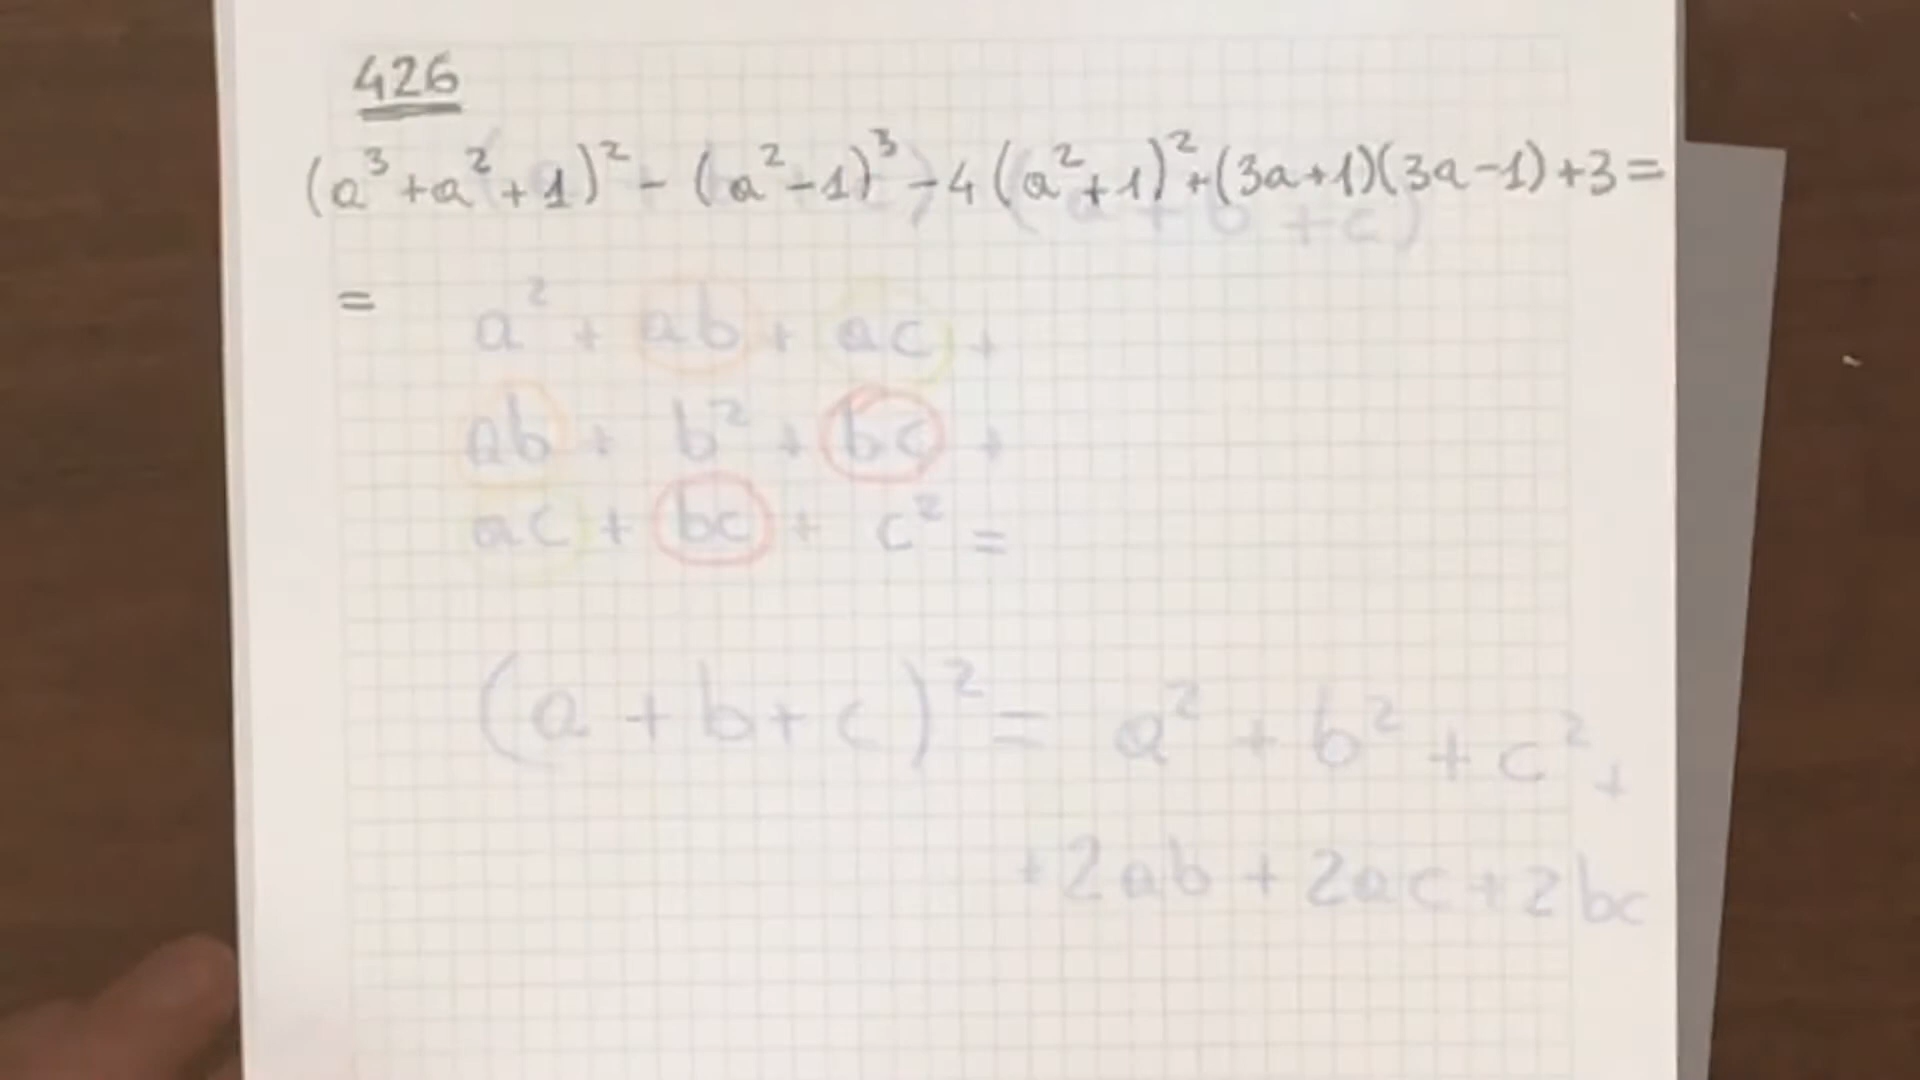 426
(a³+a²+1)²-(a²-1)³-4(a²+1)²+(3a+1)(3a-1)+3=
(a+b+c)
=
a²+ab+ac+
ab+b²+bc+
ac+bc+c²=
(a+b+c)²=a²+b²+c²+
+2ab+2ac+2bc